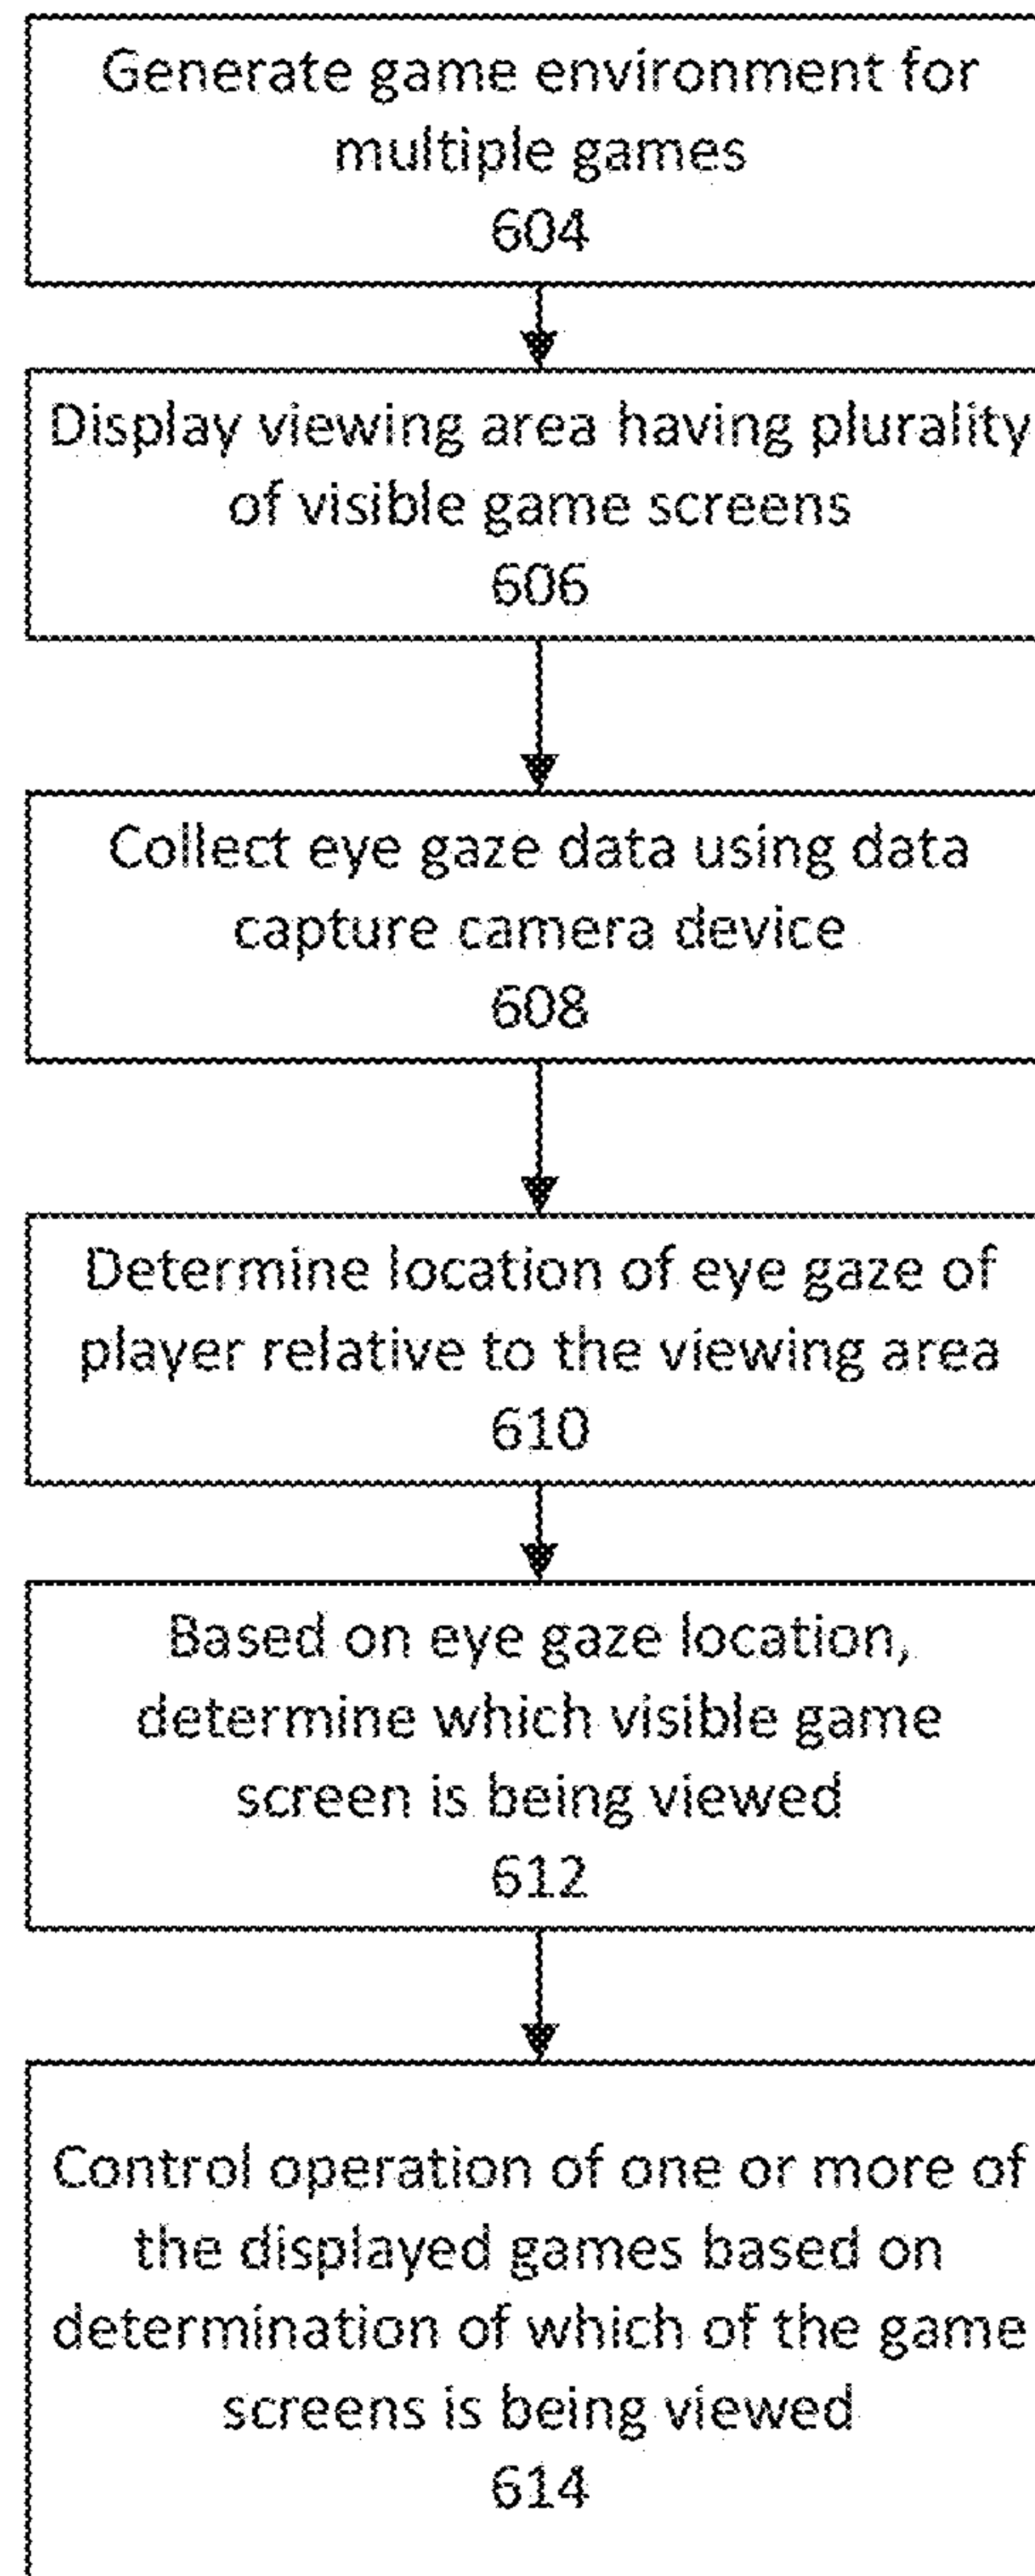 Generate game environment for
multiple games
604
Display viewing area having plurality
of visible game screens
606
Collect eye gaze data using data
capture camera device
608
Determine location of eye gaze of
player relative to the viewing area
610
Based on eye gaze location,
determine which visible game
screen is being viewed
612
Control operation of one or more of
the displayed games based on
determination of which of the game
screens is being viewed
614